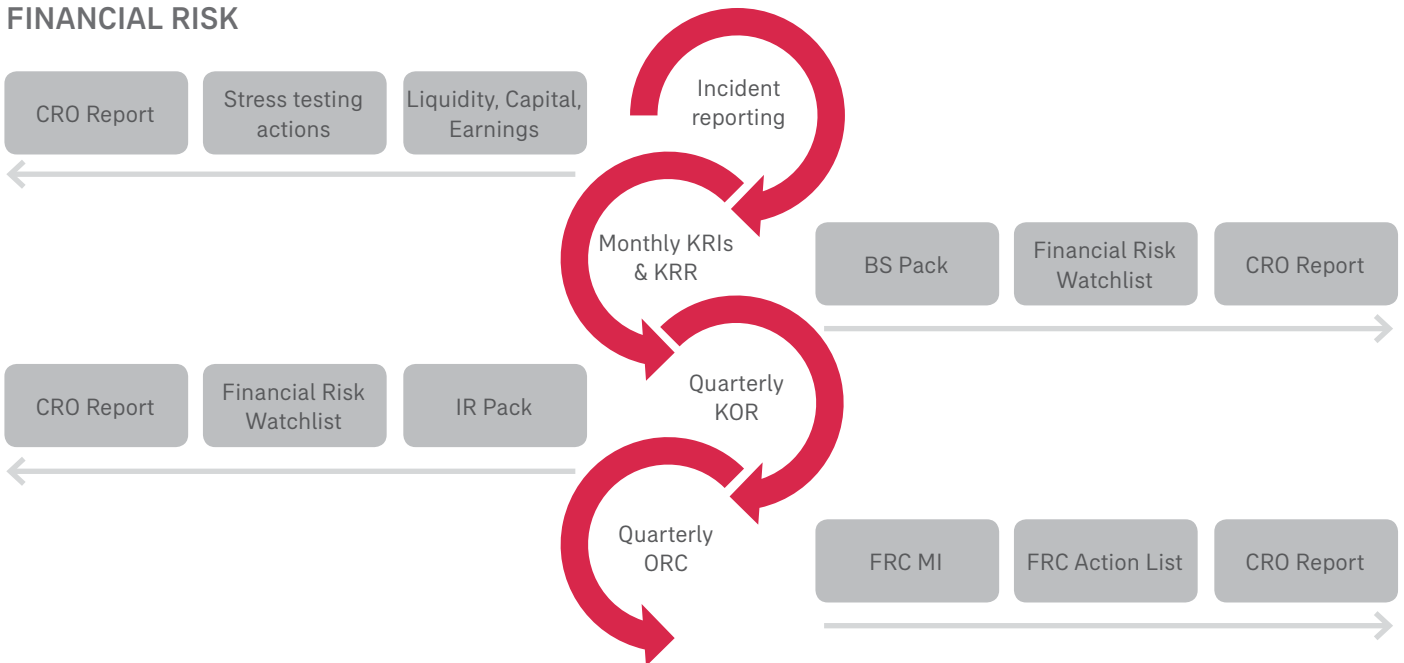 FINANCIAL RISK
CRO Report
Stress testing
actions
Liquidity, Capital,
Earnings
Incident
reporting
Monthly KRIs
& KRR
BS Pack
Financial Risk
Watchlist
CRO Report
CRO Report
Financial Risk
Watchlist
IR Pack
Quarterly
KOR
Quarterly
ORC
FRC MI
FRC Action List
CRO Report